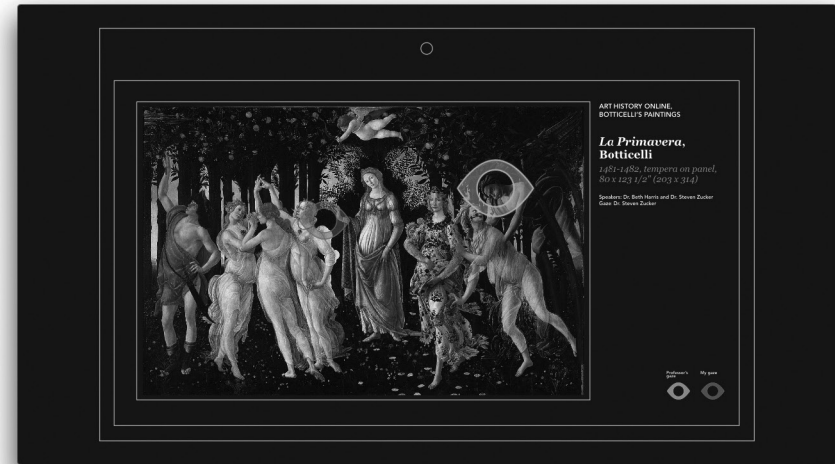 ART HISTORY ONLINE,
BOTTICELLI'S PAINTINGS
La Primavera,
Botticelli
1481-1482, tempera on panel,
80 x 123 1/2" (203 x 314)
Speakers: Dr. Beth Harris and Dr. Steven Zucker
Gaze: Dr. Steven Zucker
Professor's
gaze
My gaze